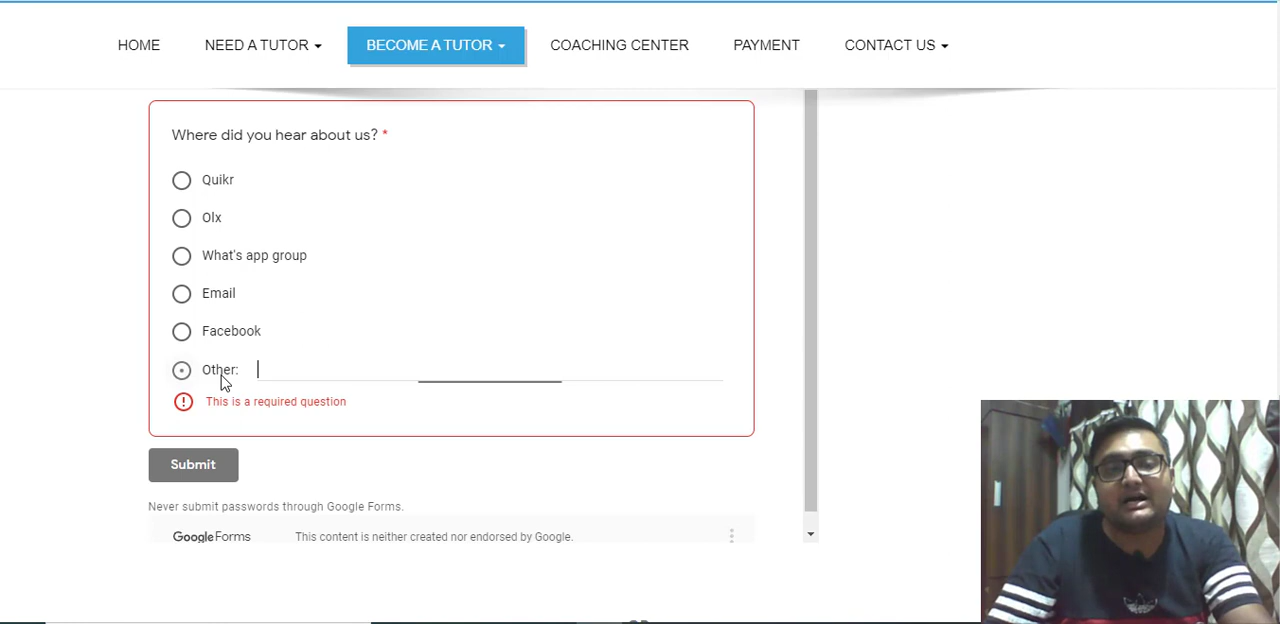 HOME NEED A TUTOR BECOME A TUTOR COACHING CENTER PAYMENT CONTACT US
Where did you hear about us? *
Quikr
Olx
What's app group
Email
Facebook
Other:
This is a required question
Submit
Never submit passwords through Google Forms.
Google Forms This content is neither created nor endorsed by Google.